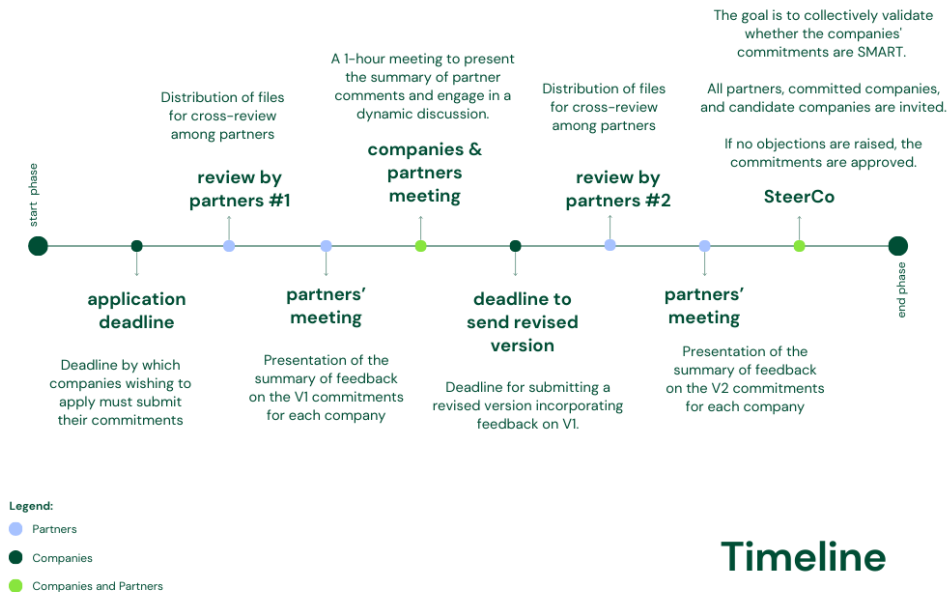 The goal is to collectively validate
whether the companies'
commitments are SMART.
All partners, committed companies,
and candidate companies are invited.
If no objections are raised, the
commitments are approved.
SteerCo
A 1-hour meeting to present
the summary of partner
comments and engage in a
dynamic discussion.
companies &
partners
meeting
Distribution of files
for cross-review
among partners
review by
partners #2
Distribution of files
for cross-review
among partners
review by
partners #1
start phase
end phase
application
deadline
Deadline by which
companies wishing to
apply must submit
their commitments
partners’
meeting
Presentation of the
summary of feedback
on the V1 commitments
for each company
deadline to
send revised
version
Deadline for submitting a
revised version incorporating
feedback on V1.
partners’
meeting
Presentation of the
summary of feedback
on the V2 commitments
for each company
Legend:
Partners
Companies
Companies and Partners
Timeline